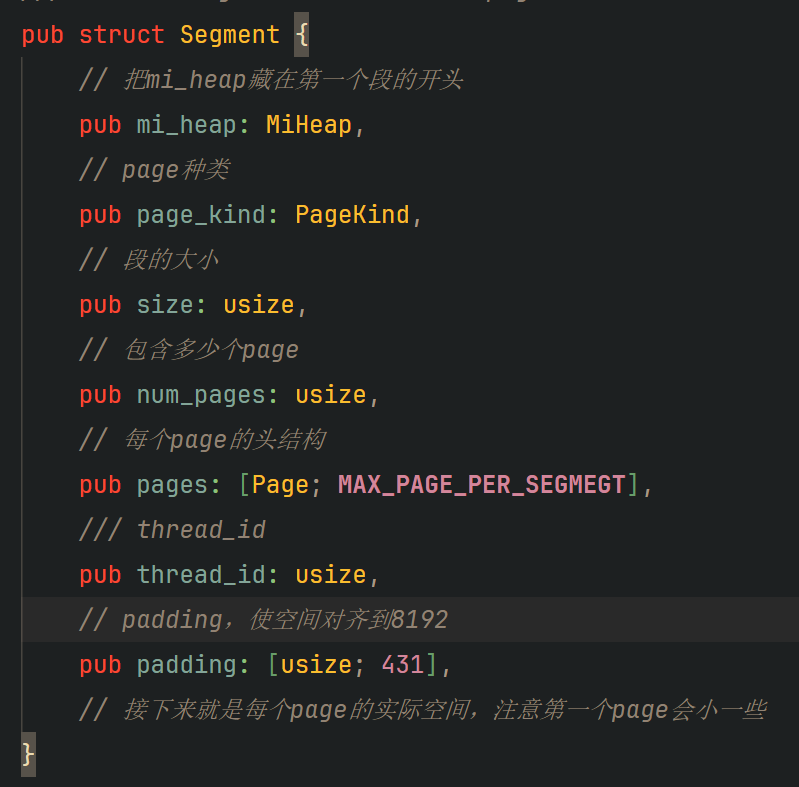 pub struct Segment {
// 把mi_heap藏在第一个段的开头
pub mi_heap: MiHeap,
// page种类
pub page_kind: PageKind,
// 段的大小
pub size: usize,
// 包含多少个page
pub num_pages: usize,
// 每个page的头结构
pub pages: [Page; MAX_PAGE_PER_SEGMEGT],
/// thread_id
pub thread_id: usize,
// padding，使空间对齐到8192
pub padding: [usize; 431],
// 接下来就是每个page的实际空间，注意第一个page会小一些
}